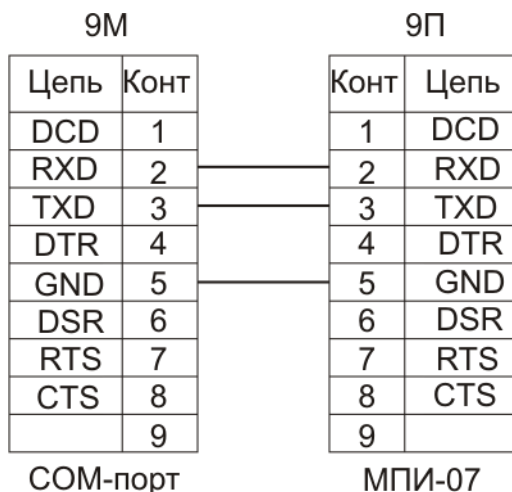 9М 9П
Цепь Конт Конт Цепь
DCD 1 1 DCD
RXD 2 2 RXD
TXD 3 3 TXD
DTR 4 4 DTR
GND 5 5 GND
DSR 6 6 DSR
RTS 7 7 RTS
CTS 8 8 CTS
9 9
COM-порт МПИ-07